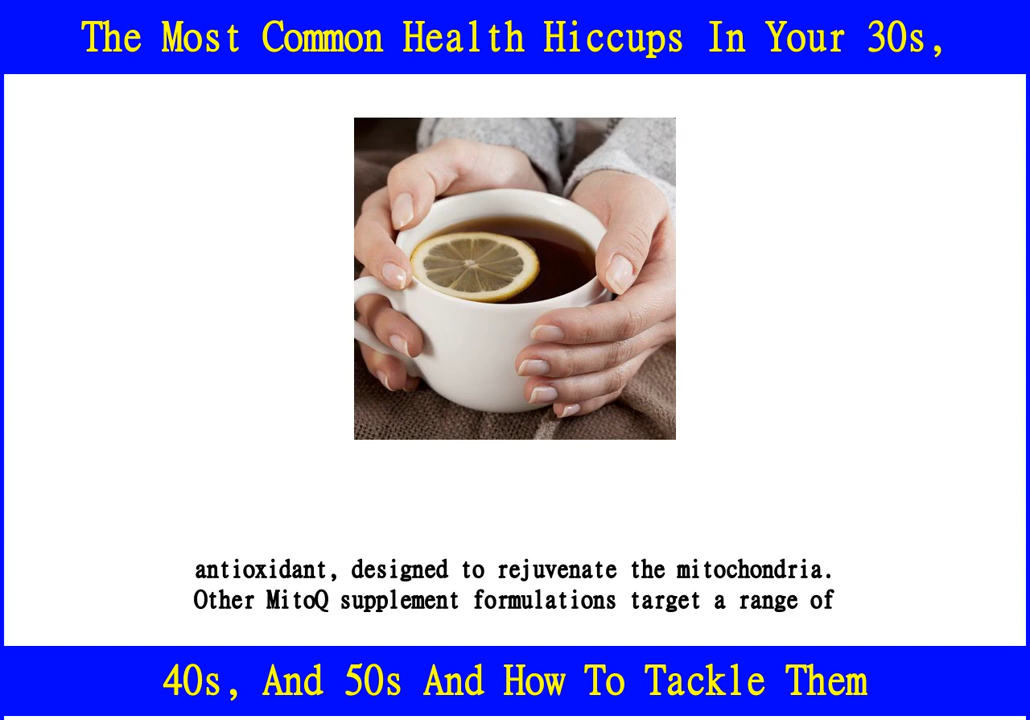 The Most Common Health Hiccups In Your 30s,
antioxidant, designed to rejuvenate the mitochondria.
Other MitoQ supplement formulations target a range of
40s, And 50s And How To Tackle Them